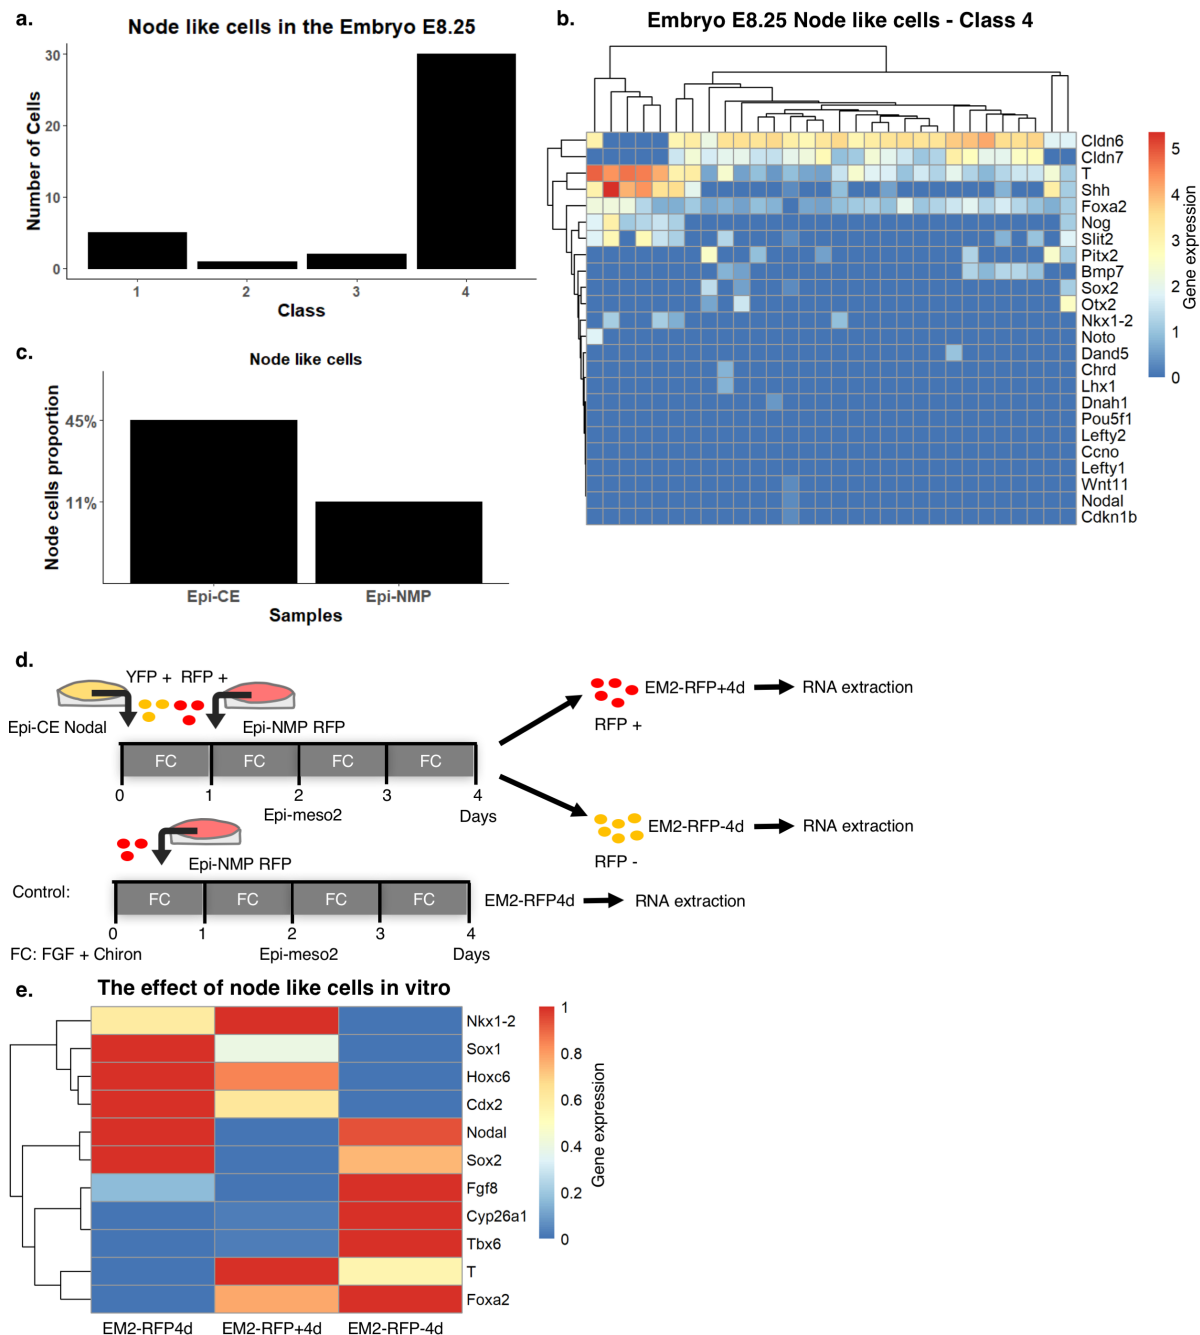 a.
Node like cells in the Embryo E8.25
Number of Cells
30
20
10
0
1
2
3
4
Class
b.
Embryo E8.25 Node like cells - Class 4
Cldn6
Cldn7
T
Shh
Foxa2
Nog
Slit2
Pitx2
Bmp7
Sox2
Otx2
Nkx1-2
Noto
Dand5
Chrd
Lhx1
Dnah1
Pou5f1
Lefty2
Ccno
Lefty1
Wnt11
Nodal
Cdkn1b
5
4
3
2
1
0
Gene expression
c.
Node like cells
Node cells proportion
45%
11%
Epi-CE
Epi-NMP
Samples
d.
YFP + RFP +
Epi-CE Nodal
Epi-NMP RFP
FC
FC
FC
FC
0
1
2
3
4
Epi-meso2
Days
EM2-RFP+4d
RNA extraction
RFP +
EM2-RFP-4d
RNA extraction
RFP -
Epi-NMP RFP
Control:
FC
FC
FC
FC
EM2-RFP4d
RNA extraction
0
1
2
3
4
FC: FGF + Chiron
Epi-meso2
Days
e.
The effect of node like cells in vitro
Nkx1-2
Sox1
Hoxc6
Cdx2
Nodal
Sox2
Fgf8
Cyp26a1
Tbx6
T
Foxa2
EM2-RFP4d
EM2-RFP+4d
EM2-RFP-4d
1
0.8
0.6
0.4
0.2
0
Gene expression